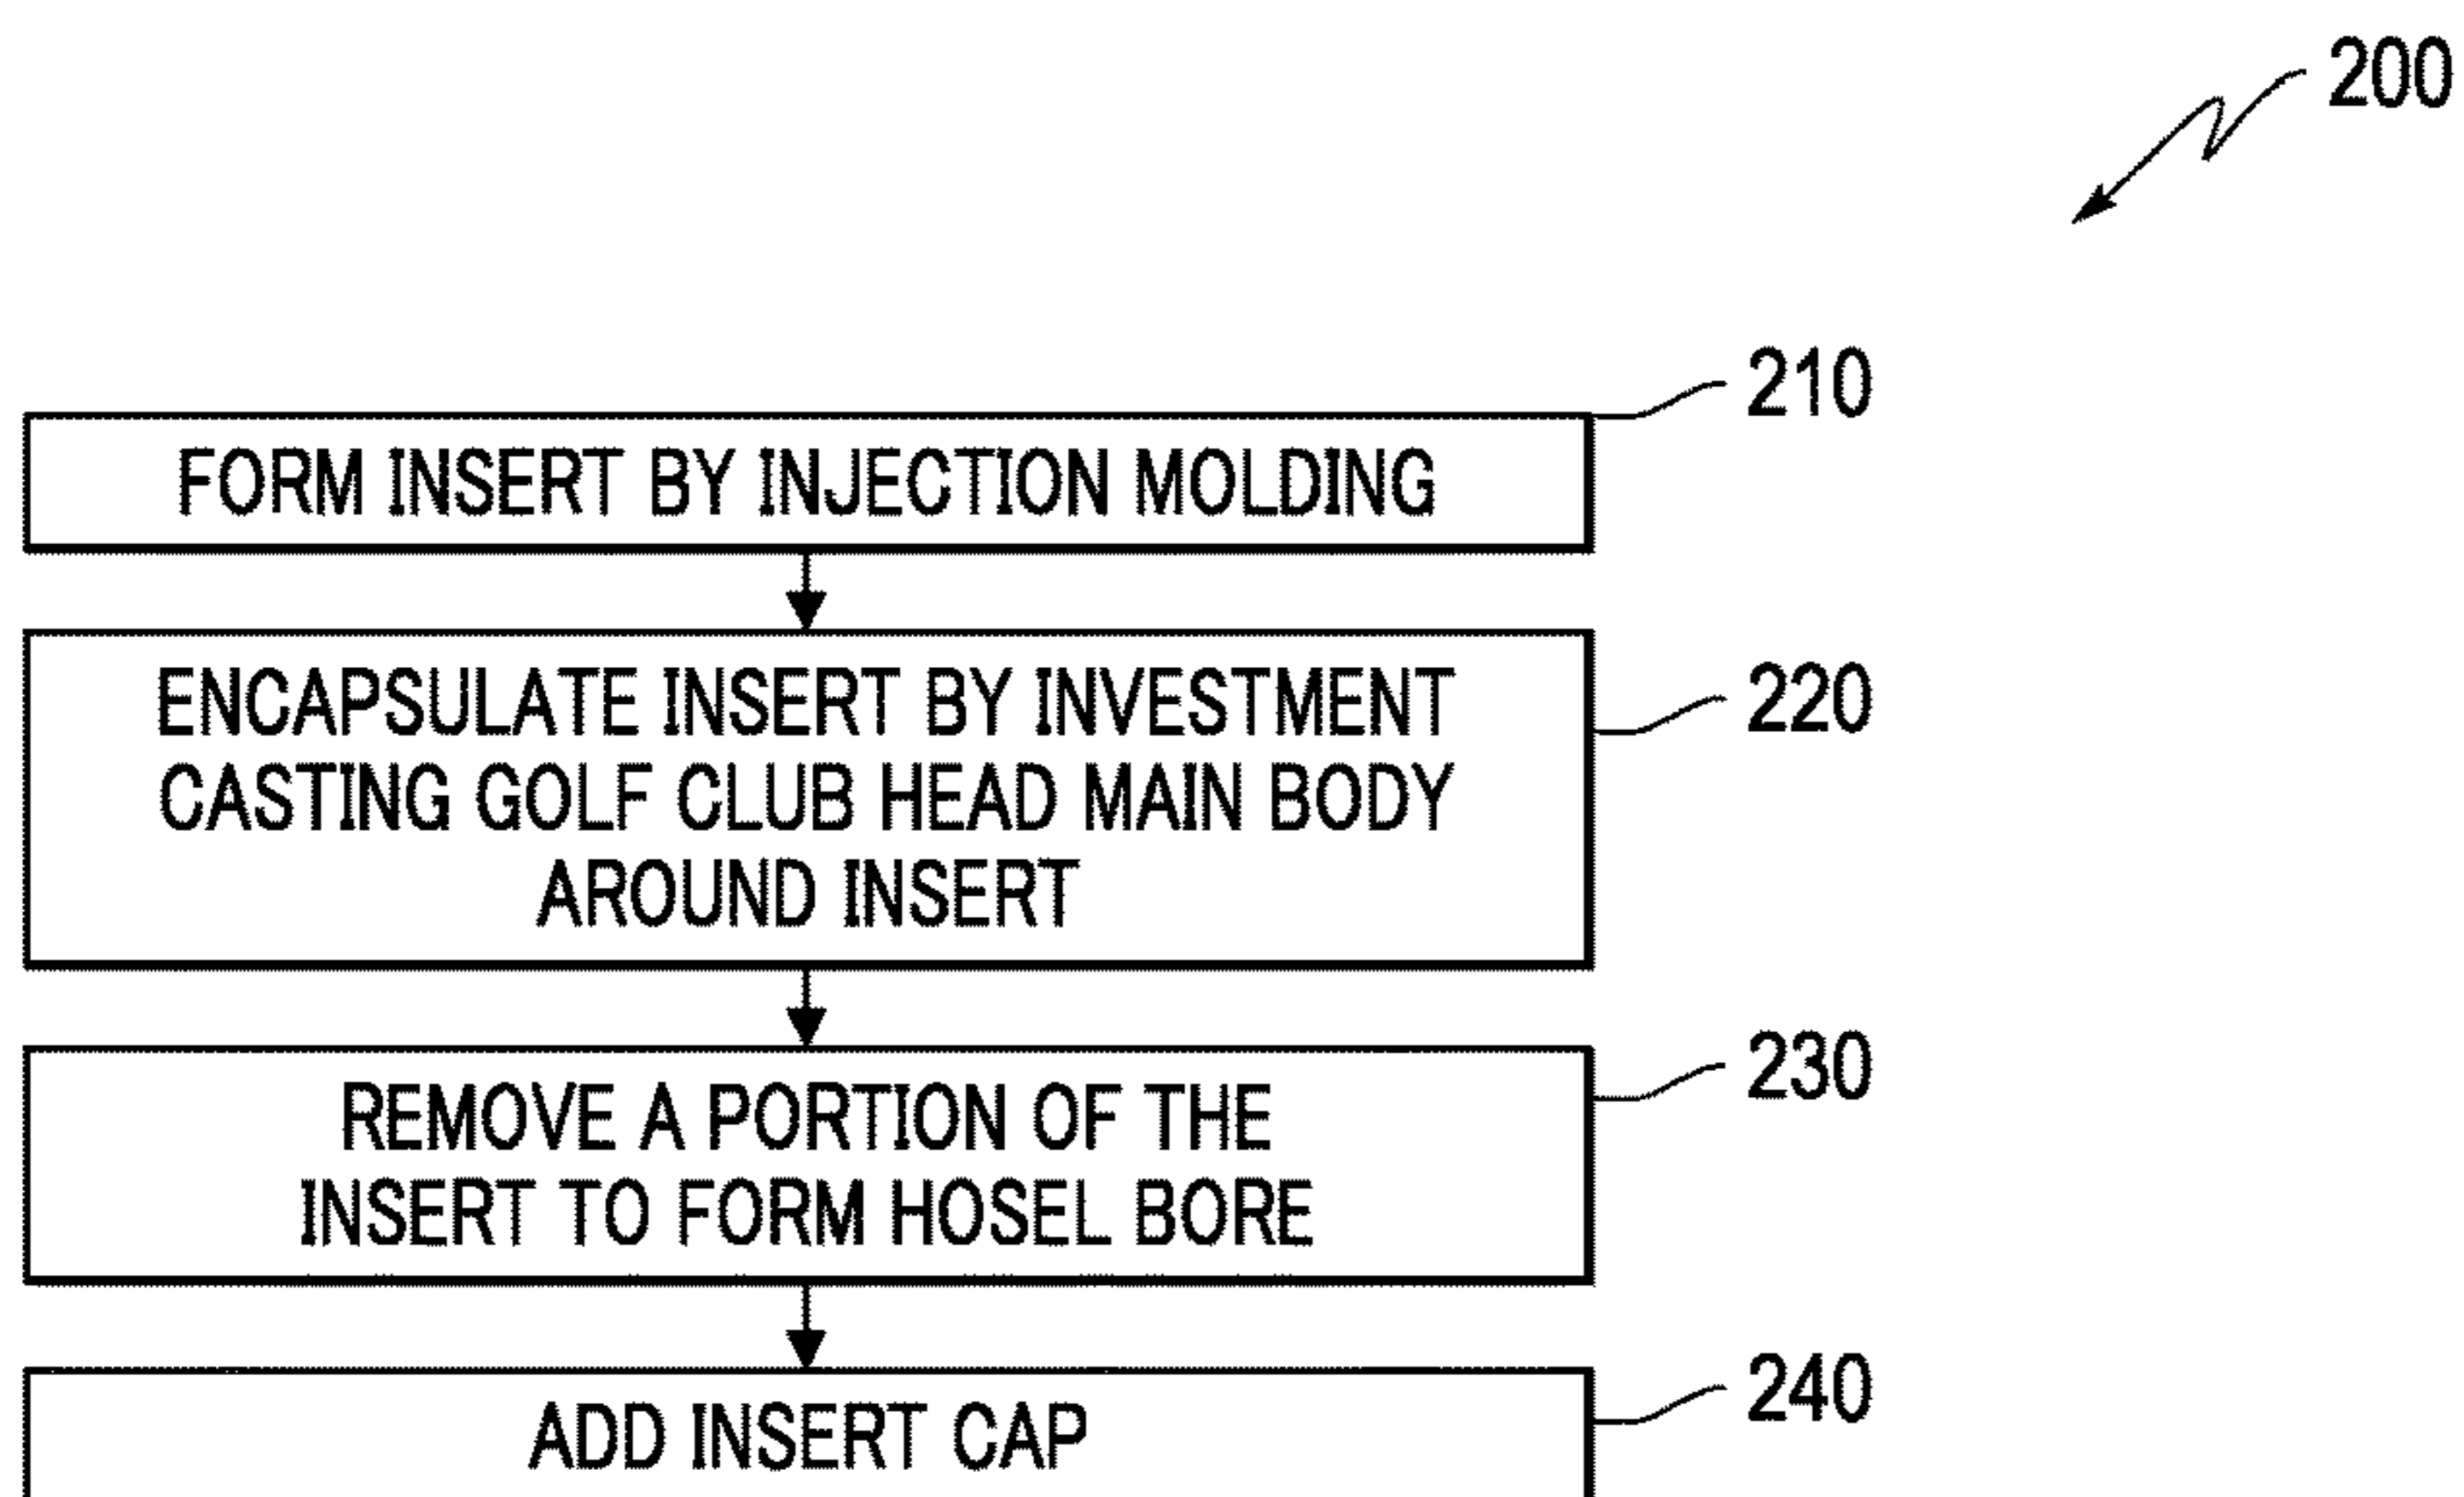 200
210
FORM INSERT BY INJECTION MOLDING
220
ENCAPSULATE INSERT BY INVESTMENT
CASTING GOLF CLUB HEAD MAIN BODY
AROUND INSERT
230
REMOVE A PORTION OF THE
INSERT TO FORM HOSEL BORE
240
ADD INSERT CAP